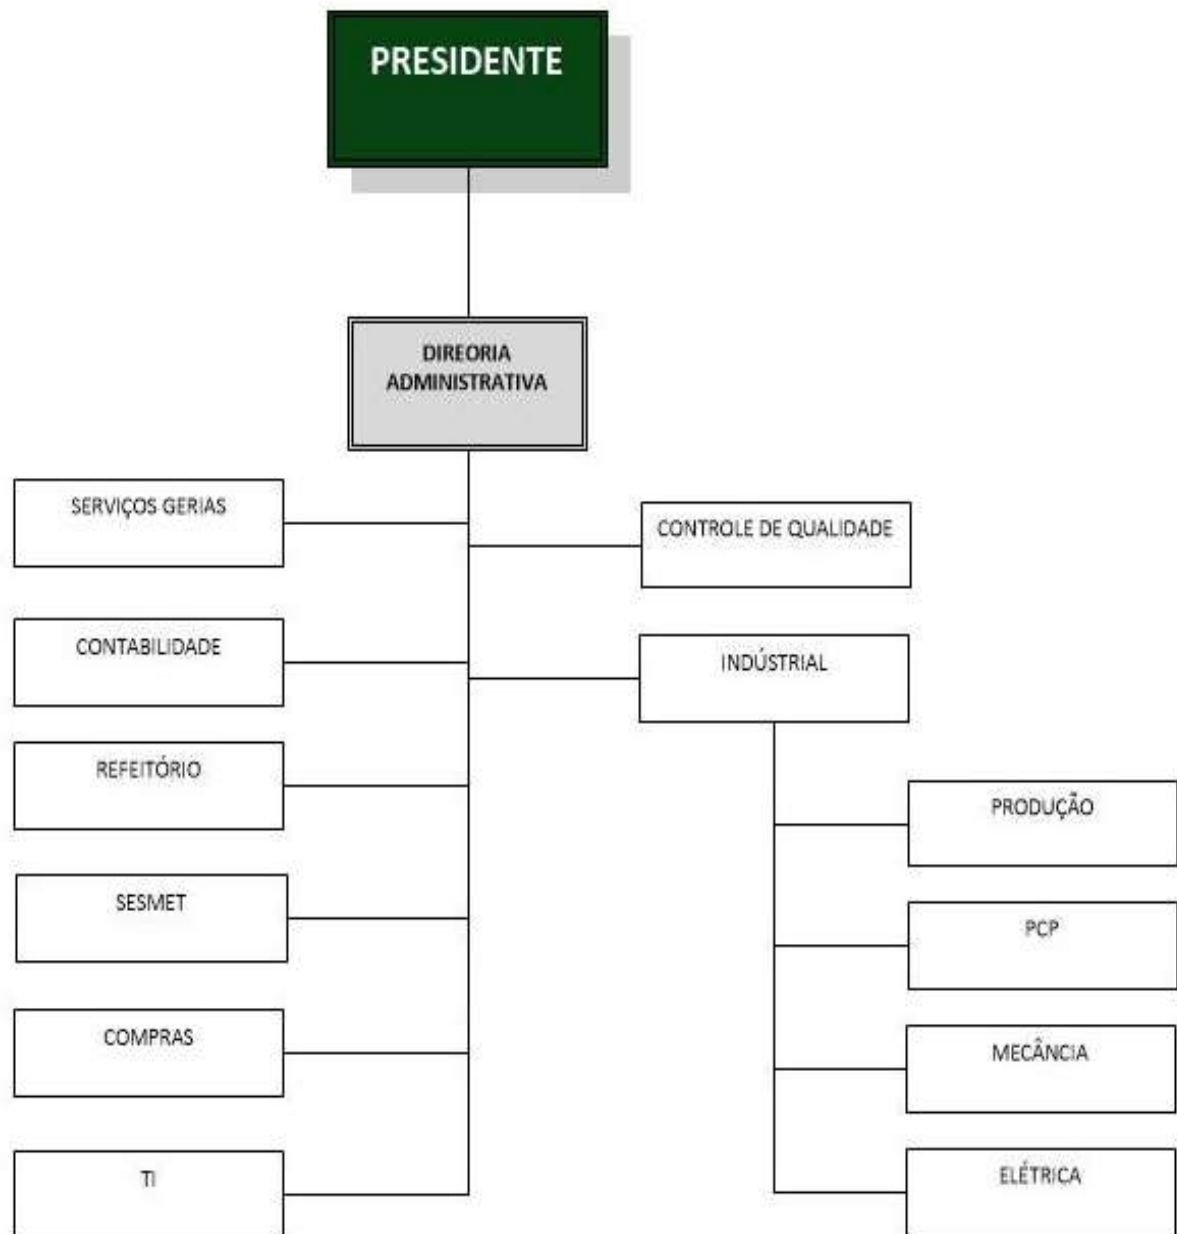 PRESIDENTE
DIREORIA
ADMINISTRATIVA
SERVIÇOS GERIAS
CONTROLE DE QUALIDADE
CONTABILIDADE
INDÚSTRIAL
REFEITÓRIO
PRODUÇÃO
SESMET
PCP
COMPRAS
MECÂNCIA
TI
ELÉTRICA